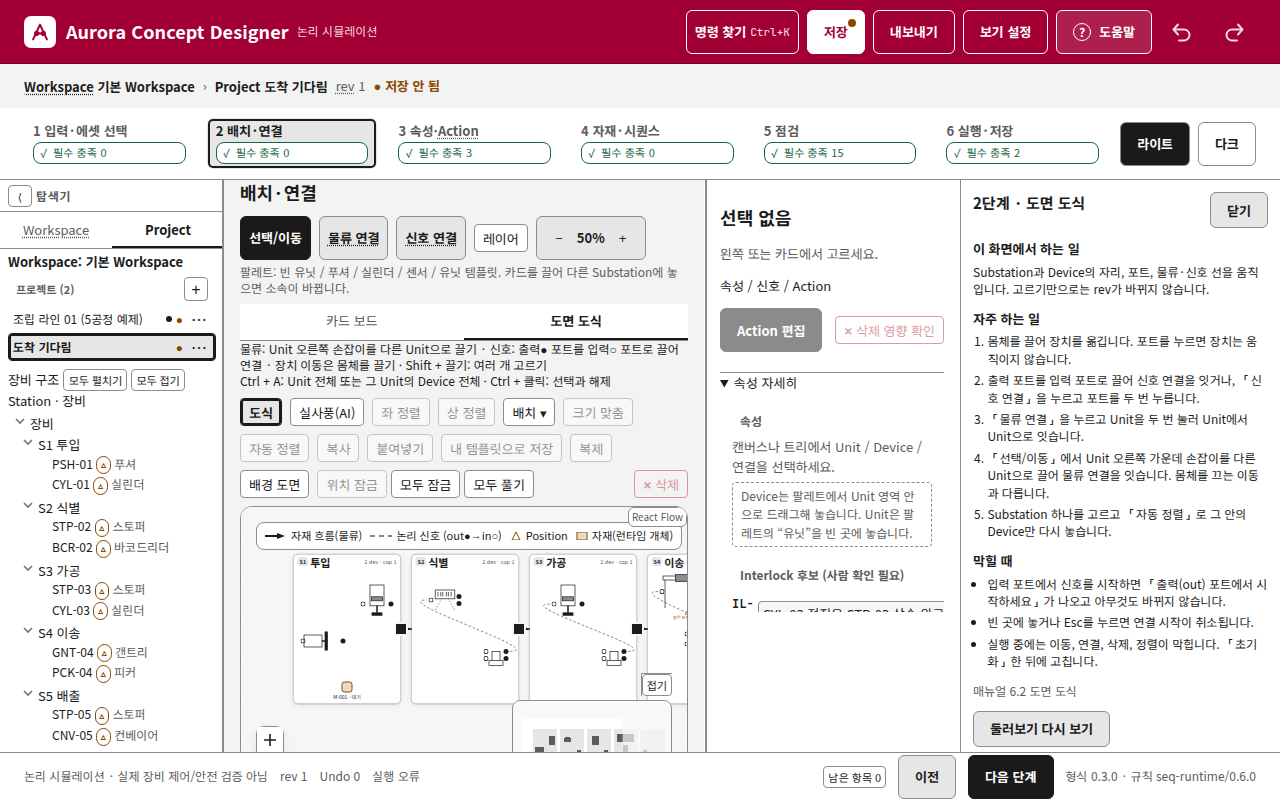 Aurora Concept Designer 논리 시뮬레이션
명령 찾기 Ctrl+K
저장
내보내기
보기 설정
? 도움말
Workspace 기본 Workspace › Project 도착 기다림 rev 1 ● 저장 안 됨
1 입력·에셋 선택
✓ 필수 충족 0
2 배치·연결
✓ 필수 충족 0
3 속성·Action
✓ 필수 충족 3
4 자재·시퀀스
✓ 필수 충족 0
5 점검
✓ 필수 충족 15
6 실행·저장
✓ 필수 충족 2
라이트
다크
⟨ 탐색기
Workspace
Project
Workspace: 기본 Workspace
프로젝트 (2)
+
조립 라인 01 (5공정 예제) ● ● ···
도착 기다림 ● ···
장비 구조 모두 펼치기 모두 접기
Station · 장비
장비
S1 투입
PSH-01 푸셔
CYL-01 실린더
S2 식별
STP-02 스토퍼
BCR-02 바코드리더
S3 가공
STP-03 스토퍼
CYL-03 실린더
S4 이송
GNT-04 갠트리
PCK-04 피커
S5 배출
STP-05 스토퍼
CNV-05 컨베이어
배치·연결
선택/이동
물류 연결
신호 연결
레이어
− 50% +
팔레트: 빈 유닛 / 푸셔 / 실린더 / 센서 / 유닛 템플릿. 카드를 끌어 다른 Substation에 놓
으면 소속이 바뀝니다.
카드 보드
도면 도식
물류: Unit 오른쪽 손잡이를 다른 Unit으로 끌기 · 신호: 출력● 포트를 입력○ 포트로 끌어
연결 · 장치 이동은 몸체를 끌기 · Shift + 끌기: 여러 개 고르기
Ctrl + A: Unit 전체 또는 그 Unit의 Device 전체 · Ctrl + 클릭: 선택과 해제
도식
실사풍(AI)
좌 정렬
상 정렬
배치 ▾
크기 맞춤
자동 정렬
복사
붙여넣기
내 템플릿으로 저장
복제
배경 도면
위치 잠금
모두 잠금
모두 풀기
× 삭제
React Flow
자재 흐름(물류) 논리 신호 (out●→in○) △ Position 자재(런타임 개체)
S1 투입 2 dev · cap 1
S2 식별 2 dev · cap 1
S3 가공 2 dev · cap 1
S4 이송
M-001 · 대기
접기
+
선택 없음
왼쪽 또는 카드에서 고르세요.
속성 / 신호 / Action
Action 편집
× 삭제 영향 확인
▼ 속성 자세히
속성
캔버스나 트리에서 Unit / Device /
연결을 선택하세요.
Device는 팔레트에서 Unit 영역 안
으로 드래그해 놓습니다. Unit은 팔
레트의 “유닛”을 빈 곳에 놓습니다.
Interlock 후보 (사람 확인 필요)
IL-
2단계 · 도면 도식
닫기
이 화면에서 하는 일
Substation과 Device의 자리, 포트, 물류·신호 선을 움직
입니다. 고르기만으로는 rev가 바뀌지 않습니다.
자주 하는 일
1. 몸체를 끌어 장치를 옮깁니다. 포트를 누르면 장치는 움
직이지 않습니다.
2. 출력 포트를 입력 포트로 끌어 신호 연결을 잇거나, 「신
호 연결」을 누르고 포트를 두 번 누릅니다.
3. 「물류 연결」을 누르고 Unit을 두 번 눌러 Unit에서
Unit으로 잇습니다.
4. 「선택/이동」에서 Unit 오른쪽 가운데 손잡이를 다른
Unit으로 끌어 물류 연결을 잇습니다. 몸체를 끄는 이동
과 다릅니다.
5. Substation 하나를 고르고 「자동 정렬」로 그 안의
Device만 다시 놓습니다.
막힐 때
● 입력 포트에서 신호를 시작하면 「출력(out) 포트에서 시
작하세요」가 나오고 아무것도 바뀌지 않습니다.
● 빈 곳에 놓거나 Esc를 누르면 연결 시작이 취소됩니다.
● 실행 중에는 이동, 연결, 삭제, 정렬이 막힙니다. 「초기
화」한 뒤에 고칩니다.
매뉴얼 6.2 도면 도식
둘러보기 다시 보기
논리 시뮬레이션 · 실제 장비 제어/안전 검증 아님 rev 1 Undo 0 실행 오류
남은 항목 0
이전
다음 단계
형식 0.3.0 · 규칙 seq-runtime/0.6.0